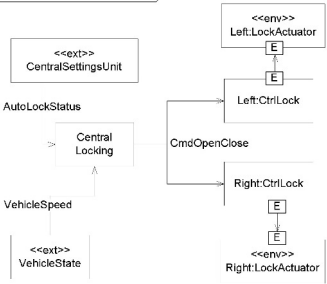 <<env>>
Left:LockActuator
E
<<ext>>
CentralSettingsUnit
E
AutoLockStatus
Left:CtrlLock
Central
Locking
CmdOpenClose
Right:CtrlLock
VehicleSpeed
E
E
<<ext>>
VehicleState
<<env>>
Right:LockActuator